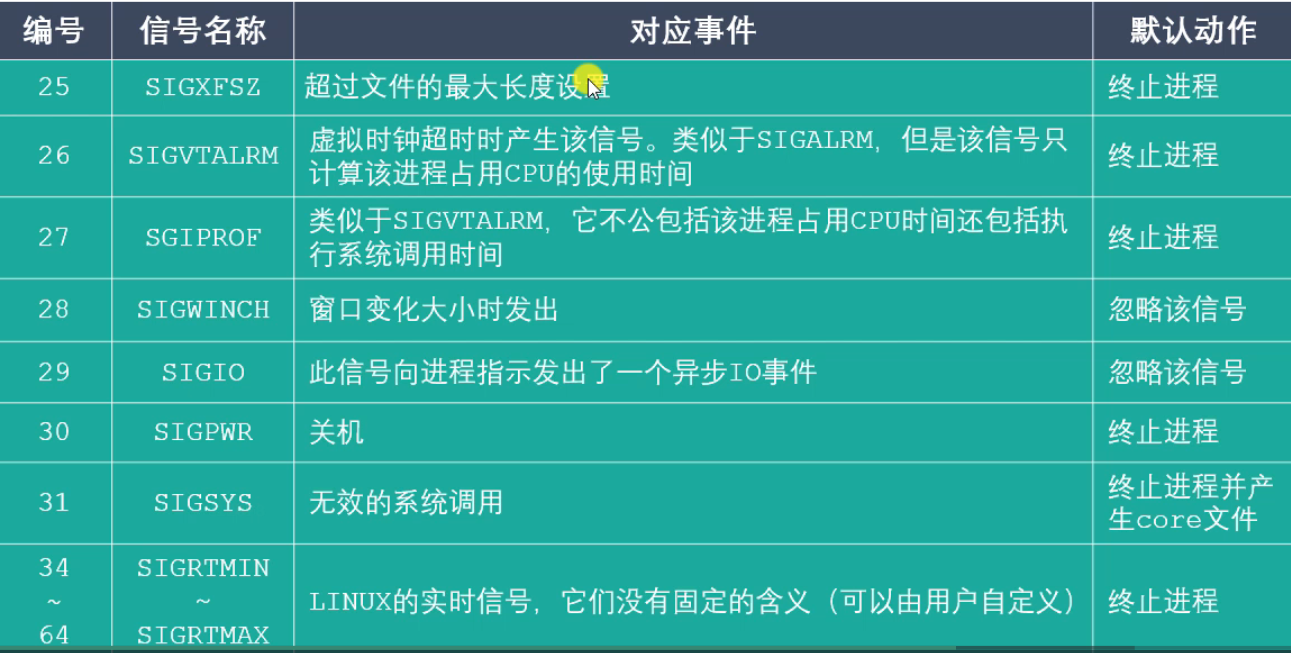 编号 信号名称 对应事件 默认动作
25 SIGXFSZ 超过文件的最大长度设置 终止进程
26 SIGVTALRM 虚拟时钟超时时产生该信号。类似于SIGALRM，但是该信号只
计算该进程占用CPU的使用时间 终止进程
27 SGIPROF 类似于SIGVTALRM，它不公包括该进程占用CPU时间还包括执
行系统调用时间 终止进程
28 SIGWINCH 窗口变化大小时发出 忽略该信号
29 SIGIO 此信号向进程指示发出了一个异步IO事件 忽略该信号
30 SIGPWR 关机 终止进程
31 SIGSYS 无效的系统调用 终止进程并产
生core文件
34 SIGRTMIN
~ ~
64 SIGRTMAX
LINUX的实时信号，它们没有固定的含义（可以由用户自定义） 终止进程